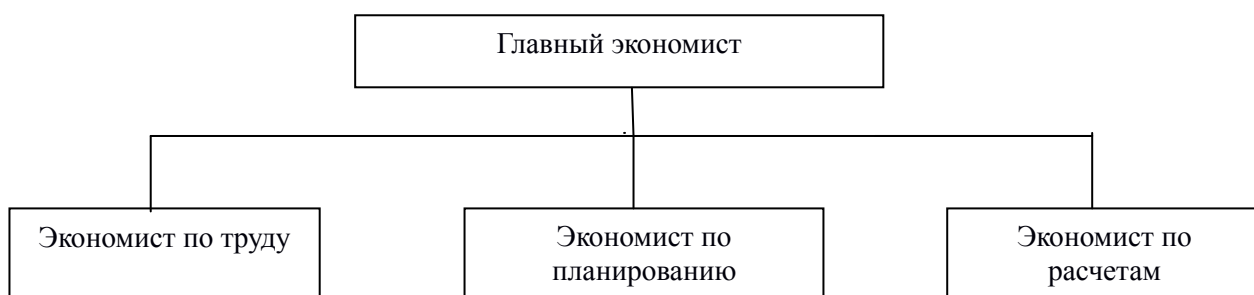 Главный экономист
Экономист по труду
Экономист по
планированию
Экономист по
расчетам